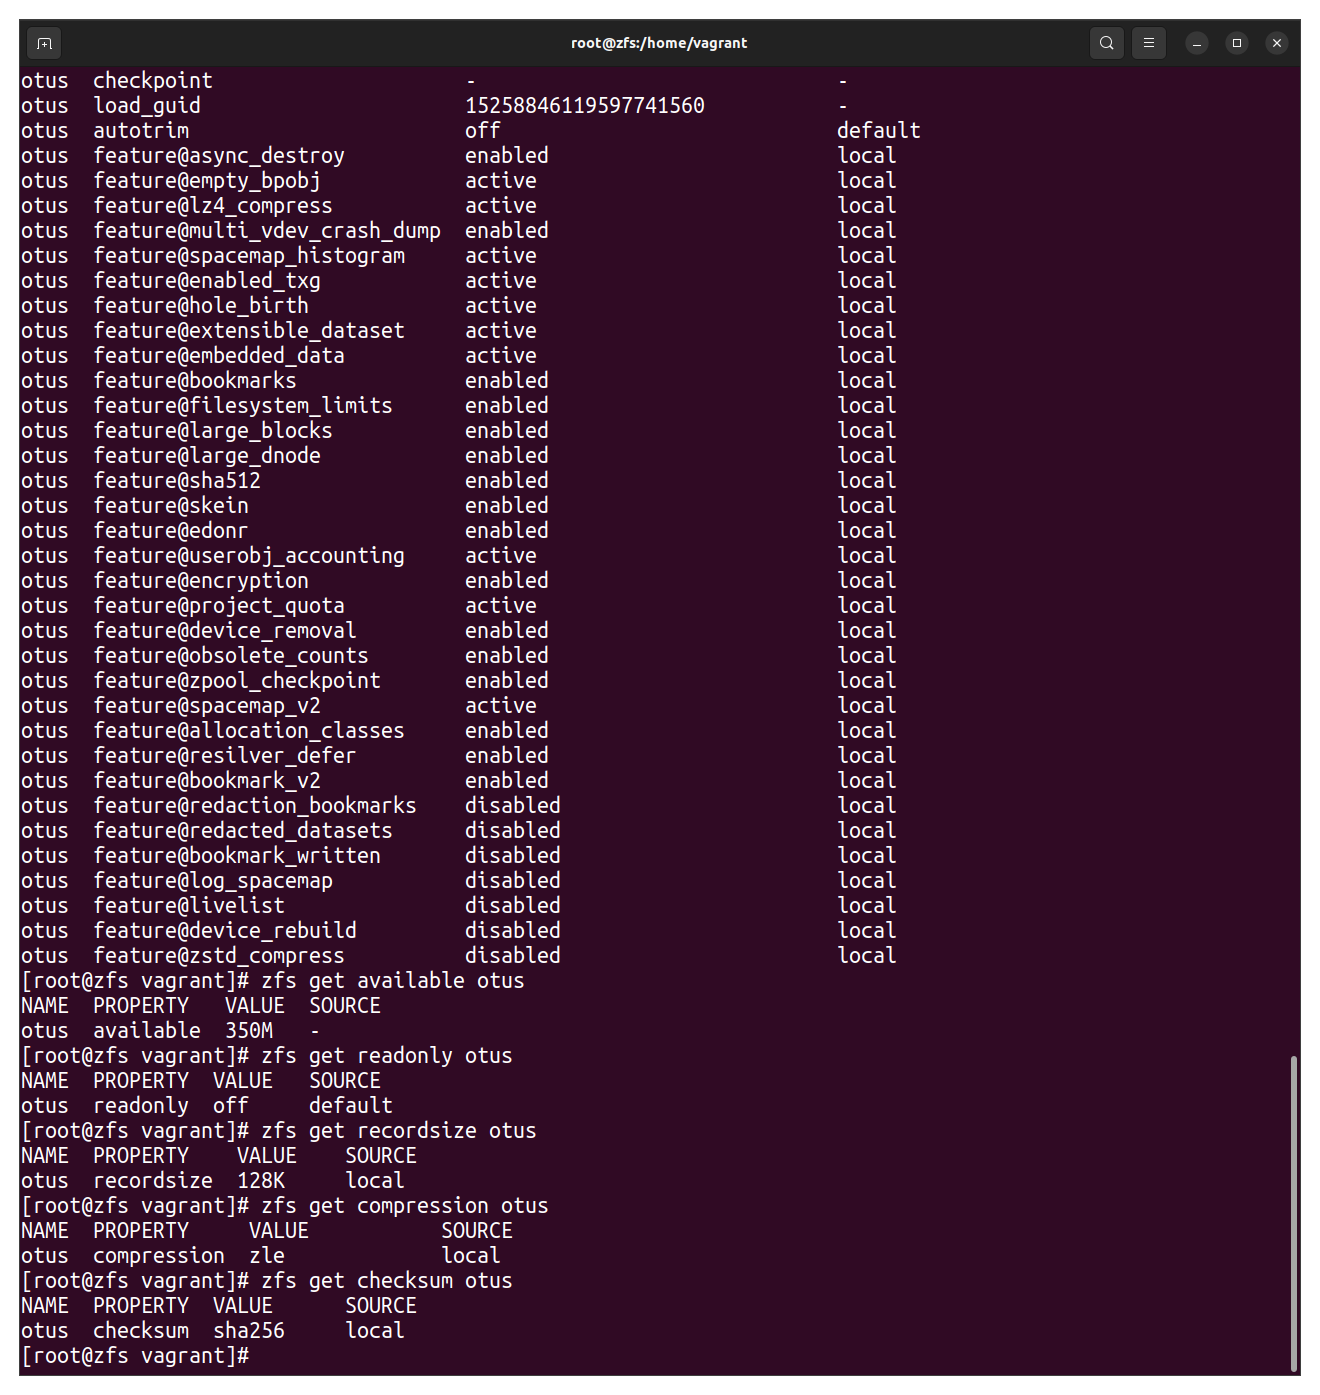 root@zfs:/home/vagrant
otus  checkpoint                     -                              -
otus  load_guid                      15258846119597741560           -
otus  autotrim                       off                            default
otus  feature@async_destroy          enabled                        local
otus  feature@empty_bpobj            active                         local
otus  feature@lz4_compress           active                         local
otus  feature@multi_vdev_crash_dump  enabled                        local
otus  feature@spacemap_histogram     active                         local
otus  feature@enabled_txg            active                         local
otus  feature@hole_birth             active                         local
otus  feature@extensible_dataset     active                         local
otus  feature@embedded_data          active                         local
otus  feature@bookmarks              enabled                        local
otus  feature@filesystem_limits      enabled                        local
otus  feature@large_blocks           enabled                        local
otus  feature@large_dnode            enabled                        local
otus  feature@sha512                 enabled                        local
otus  feature@skein                  enabled                        local
otus  feature@edonr                  enabled                        local
otus  feature@userobj_accounting     active                         local
otus  feature@encryption             enabled                        local
otus  feature@project_quota          active                         local
otus  feature@device_removal         enabled                        local
otus  feature@obsolete_counts        enabled                        local
otus  feature@zpool_checkpoint       enabled                        local
otus  feature@spacemap_v2            active                         local
otus  feature@allocation_classes     enabled                        local
otus  feature@resilver_defer         enabled                        local
otus  feature@bookmark_v2            enabled                        local
otus  feature@redaction_bookmarks    disabled                       local
otus  feature@redacted_datasets      disabled                       local
otus  feature@bookmark_written       disabled                       local
otus  feature@log_spacemap           disabled                       local
otus  feature@livelist               disabled                       local
otus  feature@device_rebuild         disabled                       local
otus  feature@zstd_compress          disabled                       local
[root@zfs vagrant]# zfs get available otus
NAME  PROPERTY   VALUE  SOURCE
otus  available  350M   -
[root@zfs vagrant]# zfs get readonly otus
NAME  PROPERTY  VALUE   SOURCE
otus  readonly  off     default
[root@zfs vagrant]# zfs get recordsize otus
NAME  PROPERTY    VALUE    SOURCE
otus  recordsize  128K     local
[root@zfs vagrant]# zfs get compression otus
NAME  PROPERTY     VALUE           SOURCE
otus  compression  zle             local
[root@zfs vagrant]# zfs get checksum otus
NAME  PROPERTY  VALUE      SOURCE
otus  checksum  sha256     local
[root@zfs vagrant]#